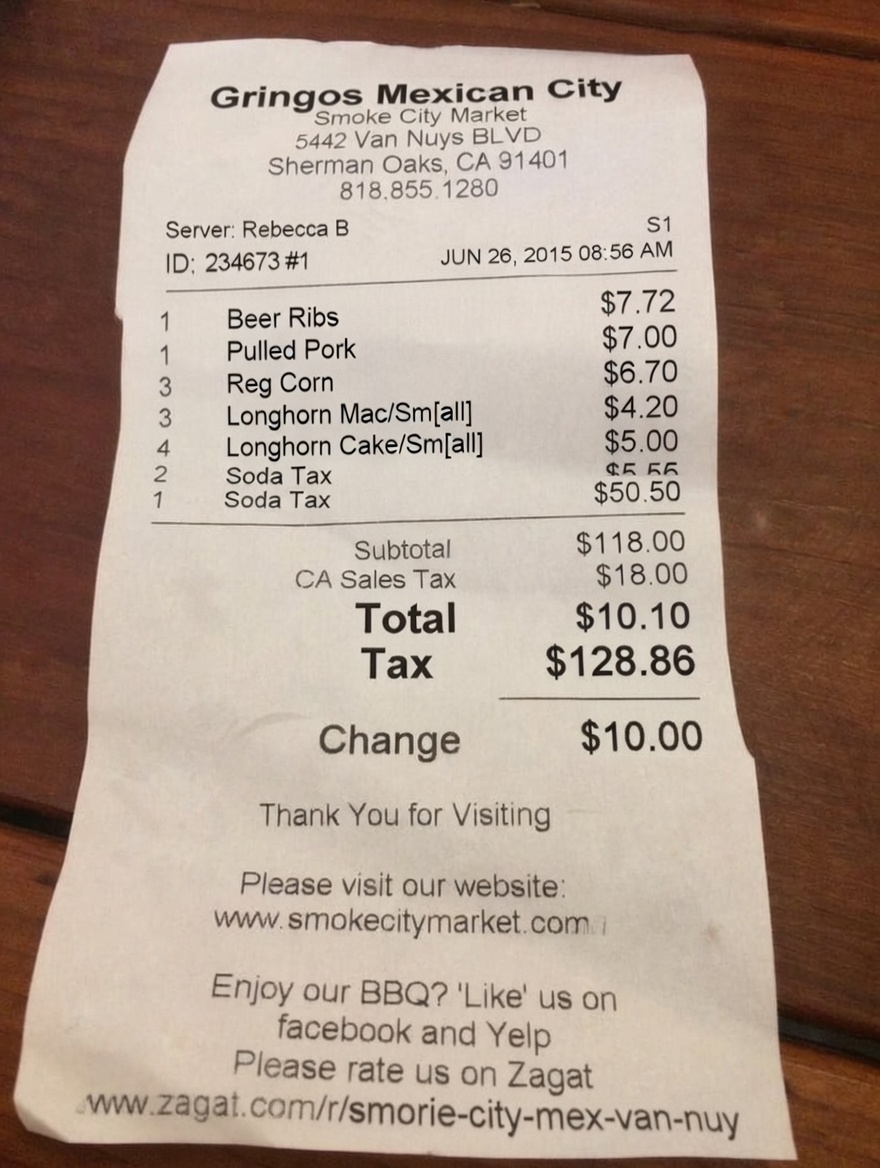 Gringos Mexican City
Smoke City Market
5442 Van Nuys BLVD
Sherman Oaks, CA 91401
818.855.1280
Server: Rebecca B S1
ID: 234673 #1 JUN 26, 2015 08:56 AM
1 Beer Ribs $7.72
1 Pulled Pork $7.00
3 Reg Corn $6.70
3 Longhorn Mac/Sm[all] $4.20
4 Longhorn Cake/Sm[all] $5.00
2 Soda Tax
1 Soda Tax $50.50
Subtotal $118.00
CA Sales Tax $18.00
Total $10.10
Tax $128.86
Change $10.00
Thank You for Visiting
Please visit our website:
www.smokecitymarket.com
Enjoy our BBQ? 'Like' us on
facebook and Yelp
Please rate us on Zagat
www.zagat.com/r/smorie-city-mex-van-nuy